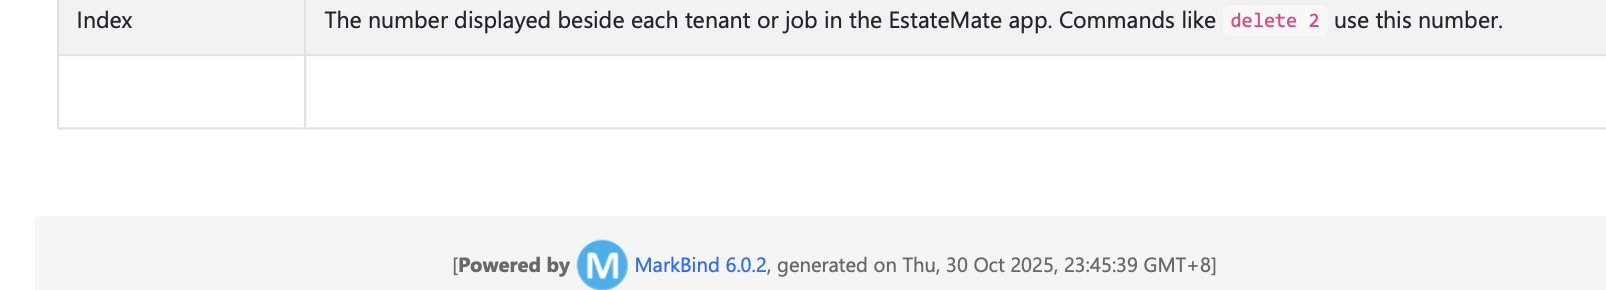 Index
The number displayed beside each tenant or job in the EstateMate app. Commands like delete 2 use this number.
[Powered by M MarkBind 6.0.2, generated on Thu, 30 Oct 2025, 23:45:39 GMT+8]